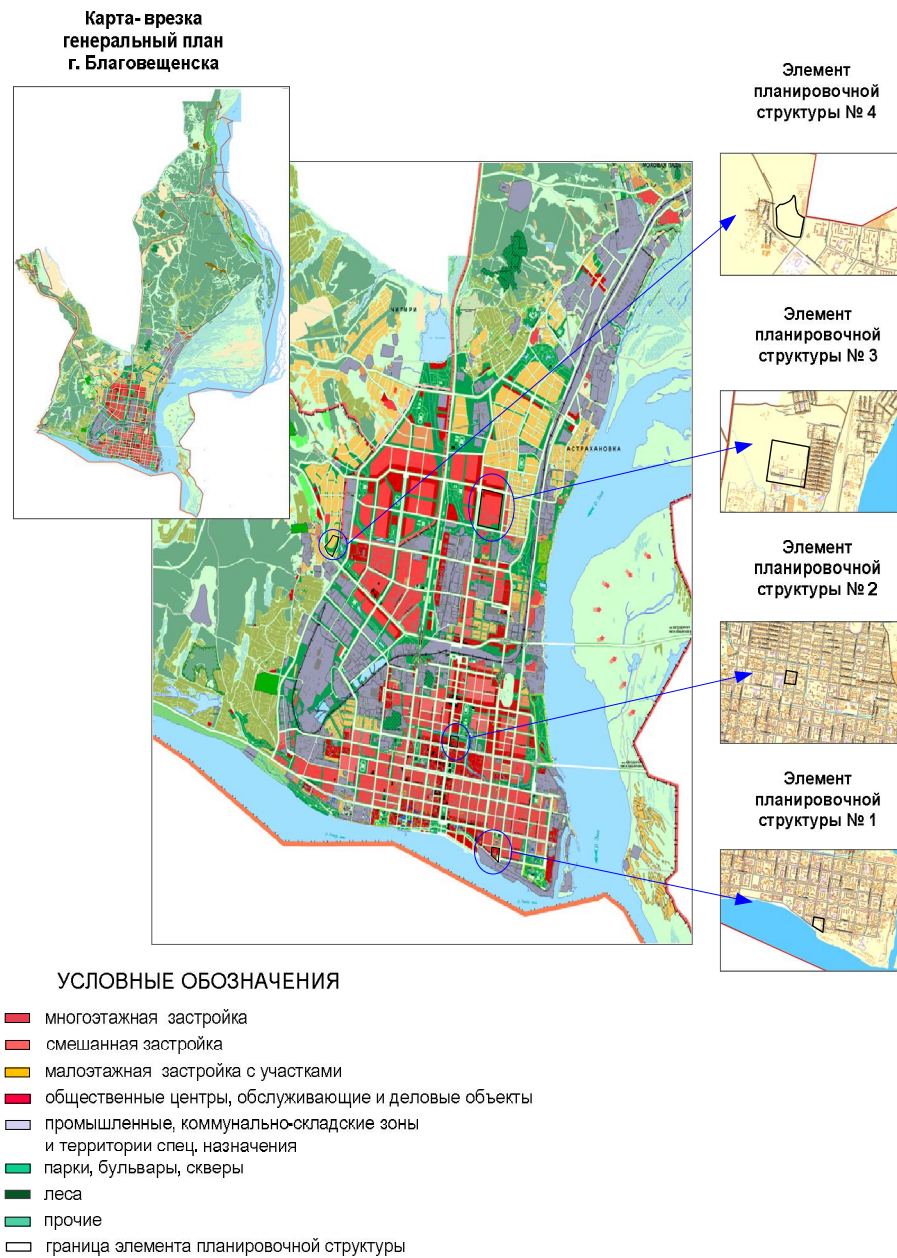 Карта- врезка
генеральный план
г. Благовещенска
Элемент
планировочной
структуры № 4
ЧИГИРИ
Элемент
планировочной
структуры № 3
АСТРАХАНОВКА
Элемент
планировочной
структуры № 2
Элемент
планировочной
структуры № 1
УСЛОВНЫЕ ОБОЗНАЧЕНИЯ
многоэтажная застройка
смешанная застройка
малоэтажная застройка с участками
общественные центры, обслуживающие и деловые объекты
промышленные, коммунально-складские зоны
и территории спец. назначения
парки, бульвары, скверы
леса
прочие
граница элемента планировочной структуры